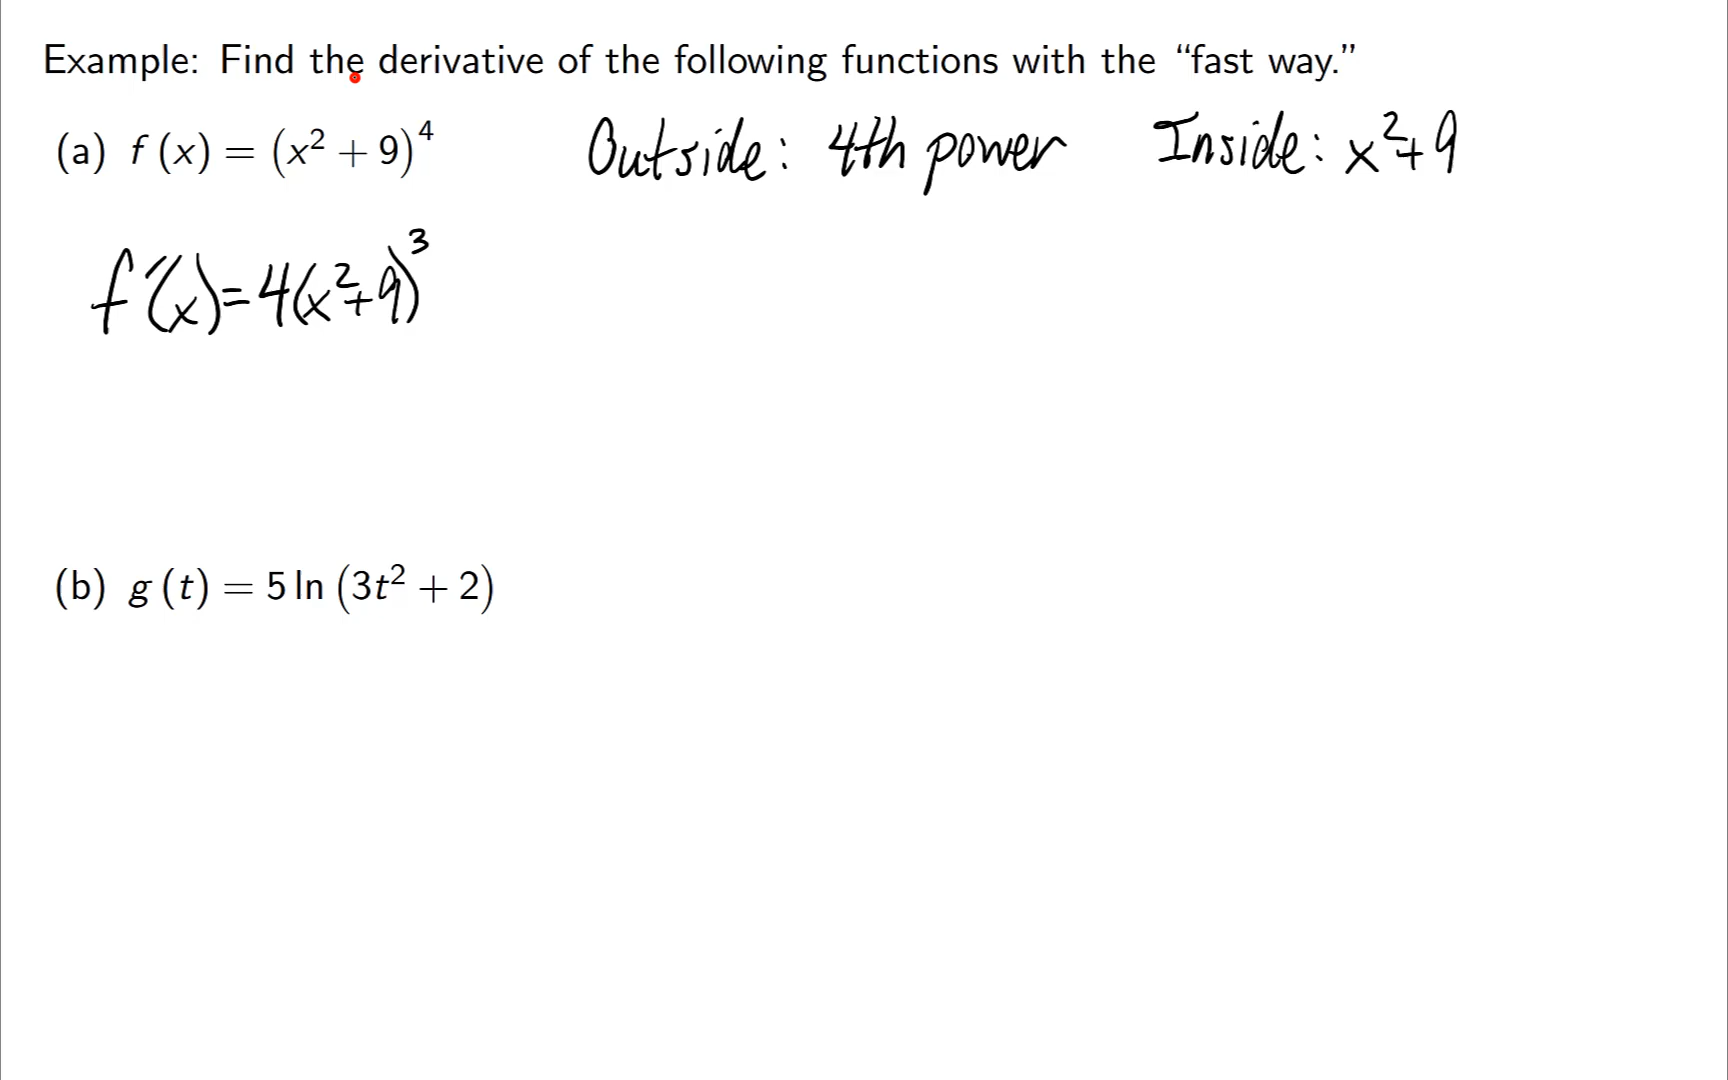 Example: Find the derivative of the following functions with the “fast way.”
(a) f (x) = (x² + 9)⁴ Outside: 4th power Inside: x²+9
f'(x)=4(x²+9)³
(b) g (t) = 5 ln (3t² + 2)